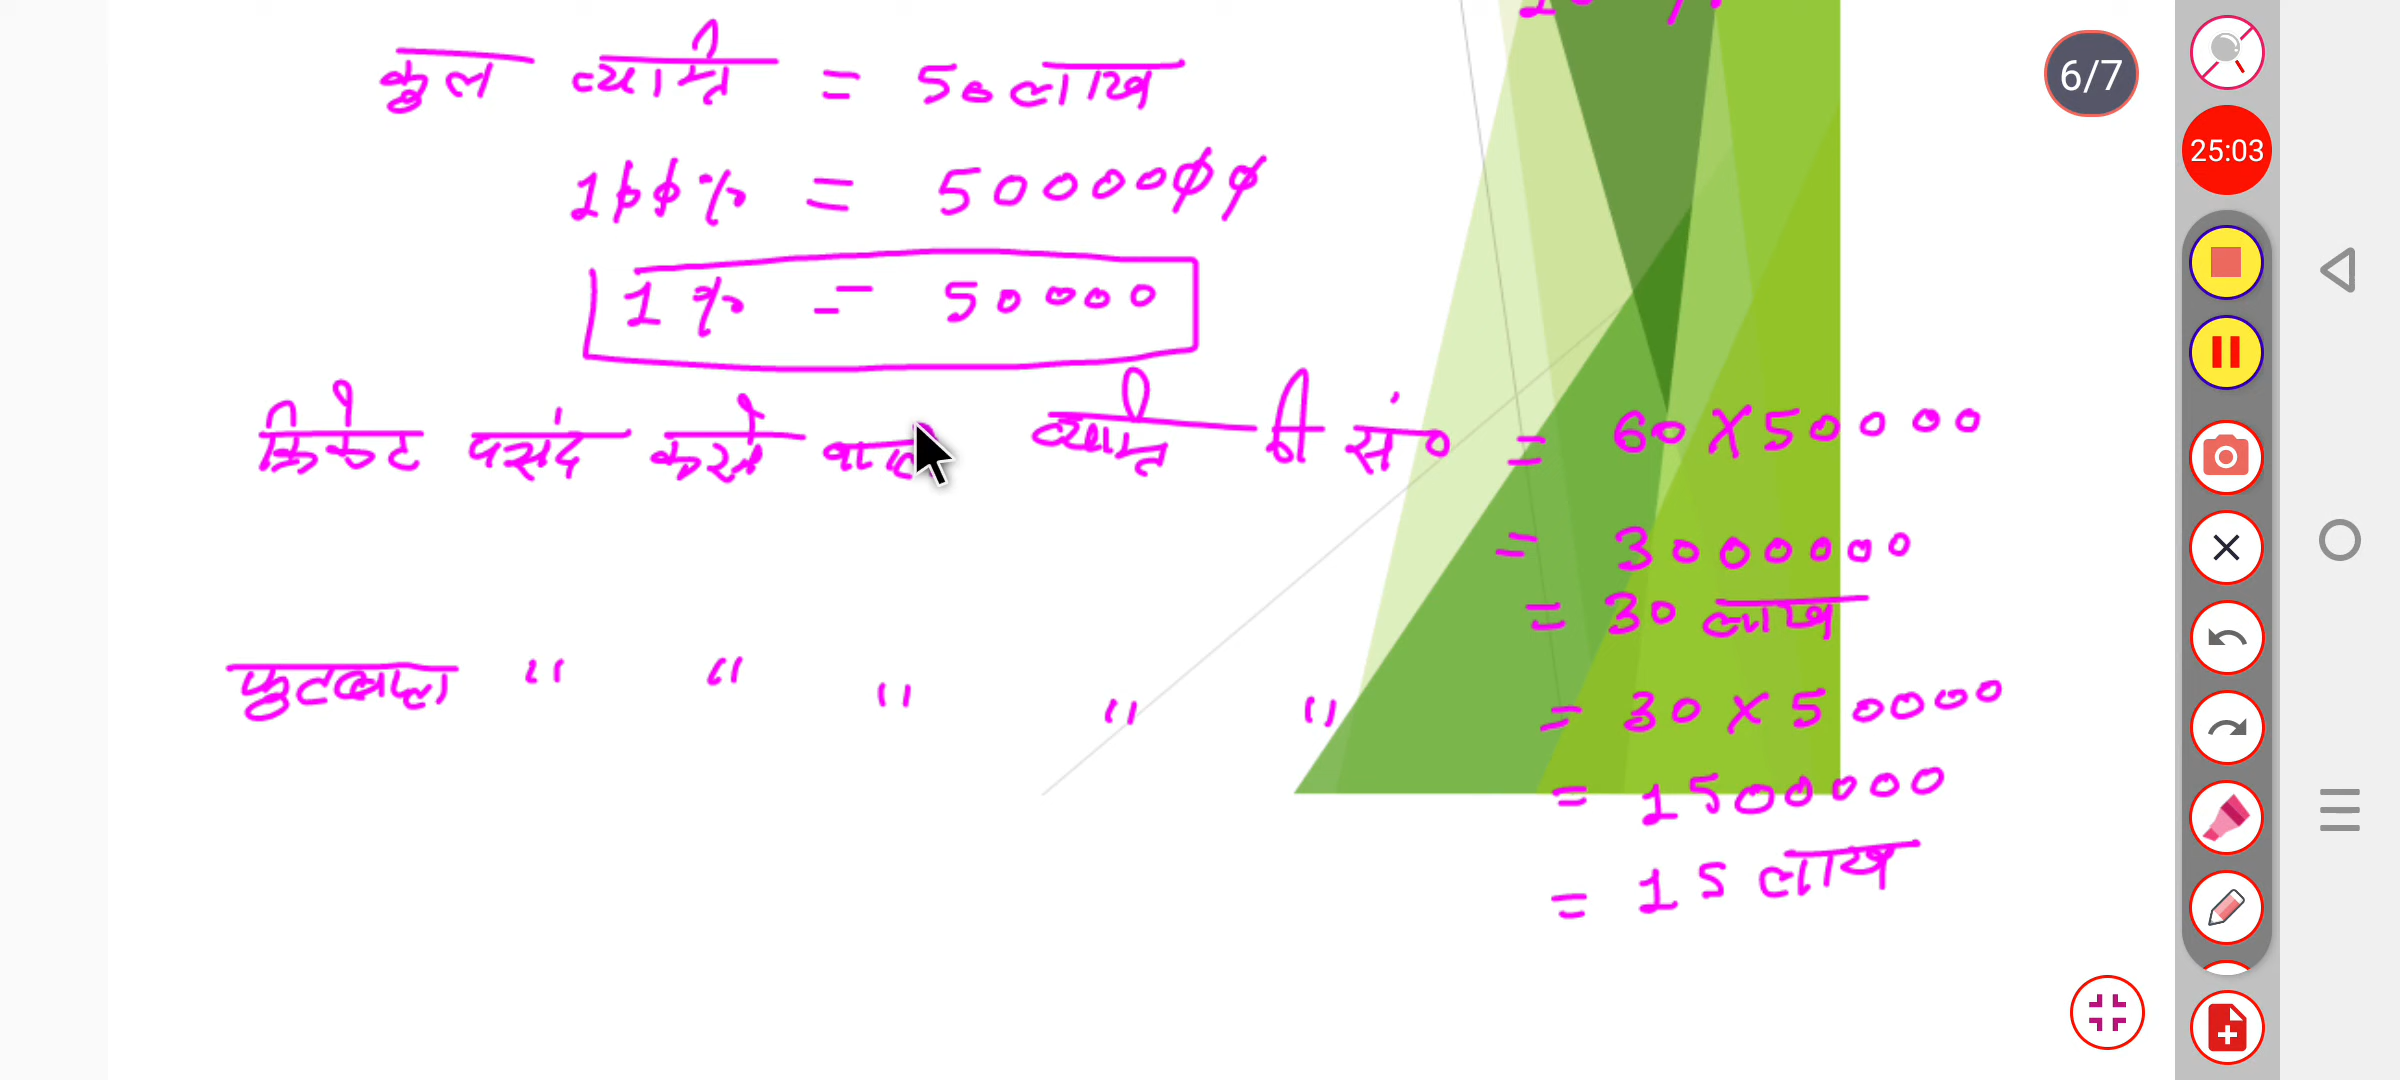 कुल व्यक्ति = 50 लाख
100% = 5000000
1% = 50000
क्रिकेट पसंद करने वाले व्यक्ति की सं० = 60 X 50000
= 3000000
= 30 लाख
फुटबाल " " " " " = 30 X 50000
= 1500000
= 15 लाख
6/7
25:03